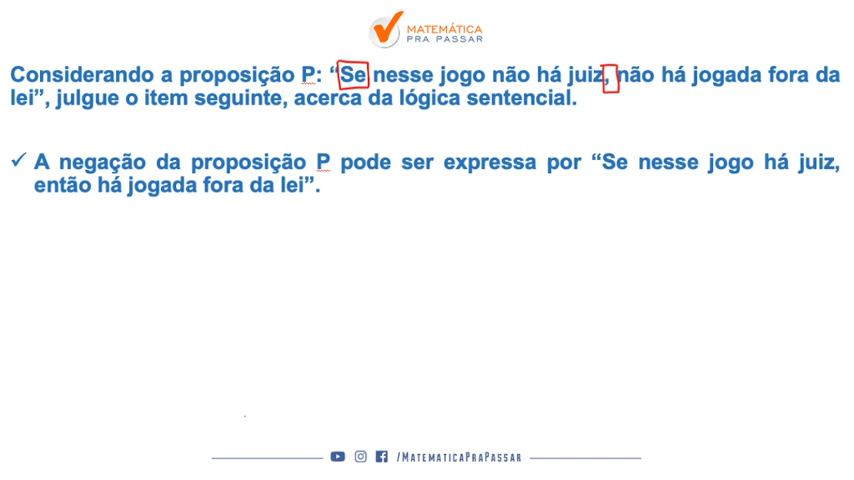 MATEMÁTICA
PRA PASSAR
Considerando a proposição P: “Se nesse jogo não há juiz, não há jogada fora da
lei”, julgue o item seguinte, acerca da lógica sentencial.
✓ A negação da proposição P pode ser expressa por “Se nesse jogo há juiz,
então há jogada fora da lei”.
/MATEMATICAPRAPASSAR